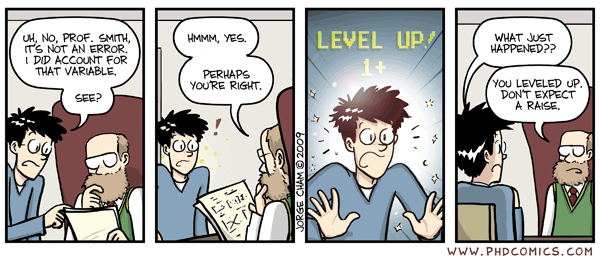 UH, NO, PROF. SMITH,
IT'S NOT AN ERROR.
I DID ACCOUNT FOR
THAT VARIABLE.
SEE?
HMMM, YES.
PERHAPS
YOU'RE RIGHT.
JORGE CHAM © 2009
LEVEL UP!
1+
WHAT JUST
HAPPENED??
YOU LEVELED UP.
DON'T EXPECT
A RAISE.
WWW.PHDCOMICS.COM